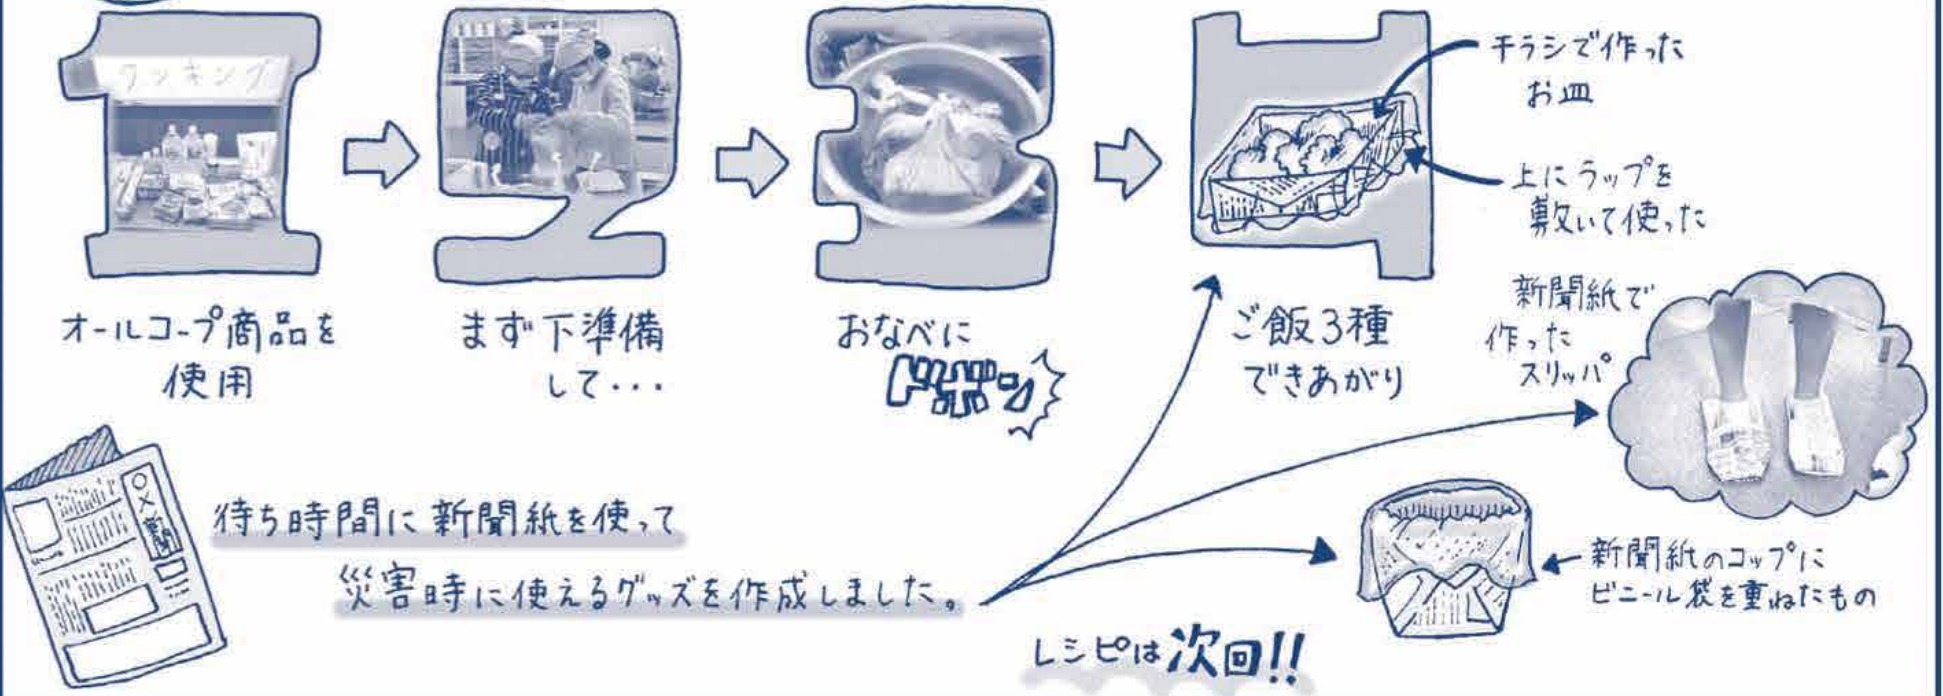 クッキング
オールコープ商品を
使用
まず下準備
して・・・
おなべに
ドボン
ご飯3種
できあがり
チラシで作った
お皿
上にラップを
敷いて使った
新聞紙で
作った
スリッパ
待ち時間に新聞紙を使って
災害時に使えるグッズを作成しました。
新聞紙のコップに
ビニール袋を重ねたもの
レシピは次回!!